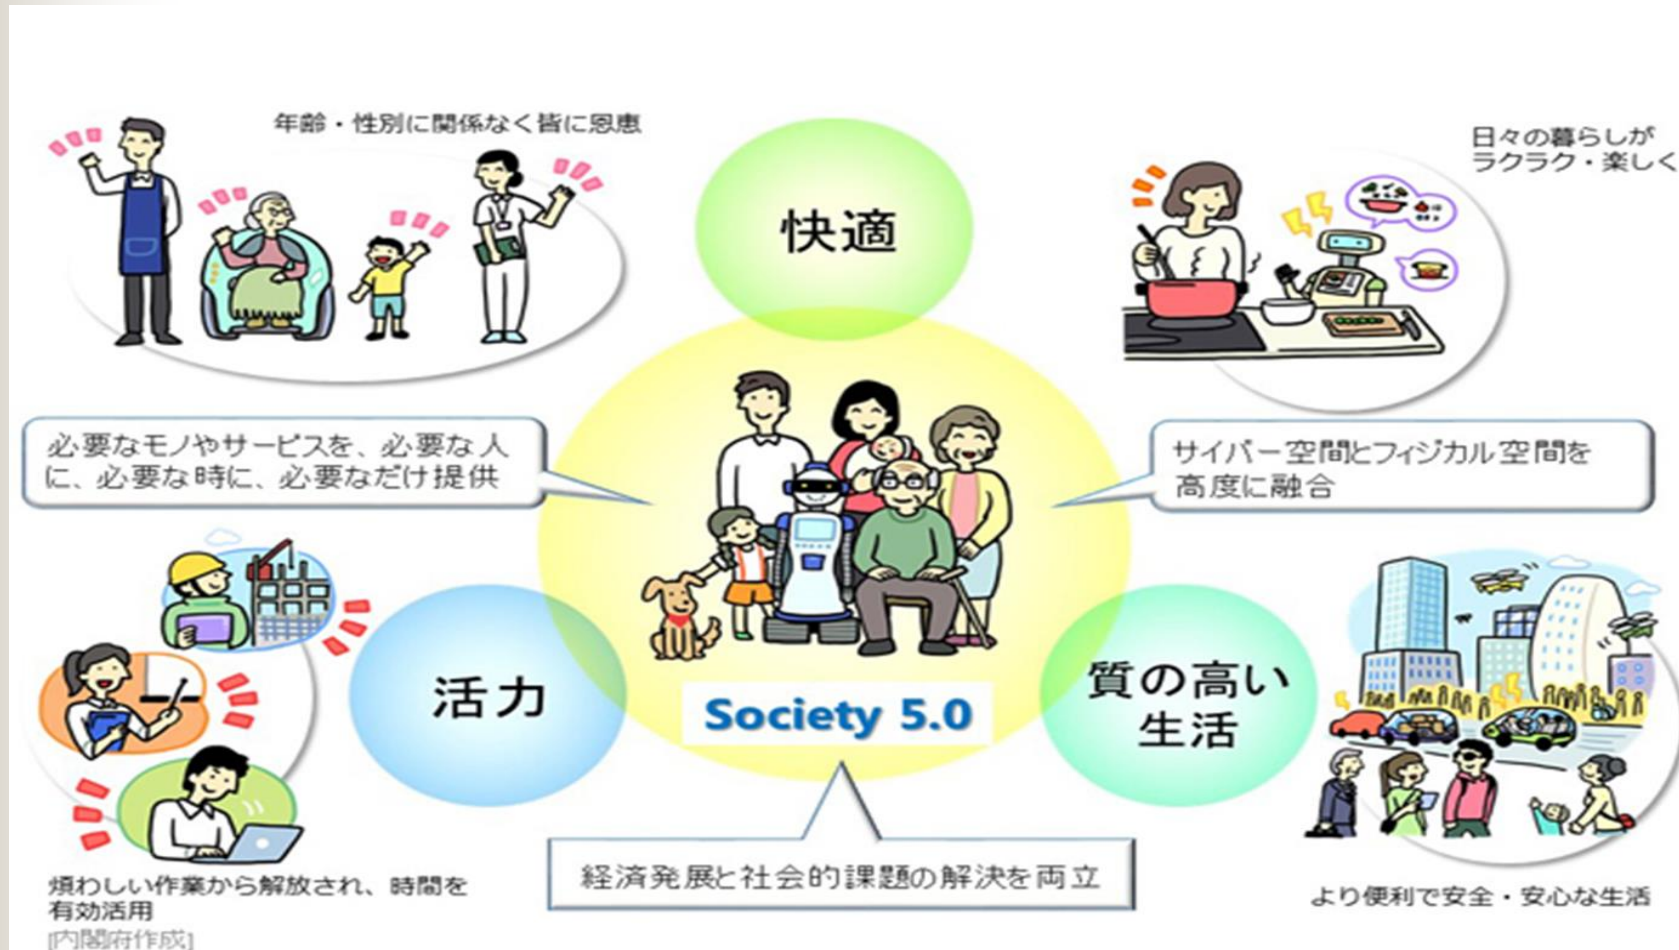 年齢・性別に関係なく皆に恩恵
日々の暮らしが
ラクラク・楽しく
快適
必要なモノやサービスを、必要な人
に、必要な時に、必要なだけ提供
サイバー空間とフィジカル空間を
高度に融合
活力
質の高い
生活
Society 5.0
経済発展と社会的課題の解決を両立
煩わしい作業から解放され、時間を
有効活用
[内閣府作成]
より便利で安全・安心な生活